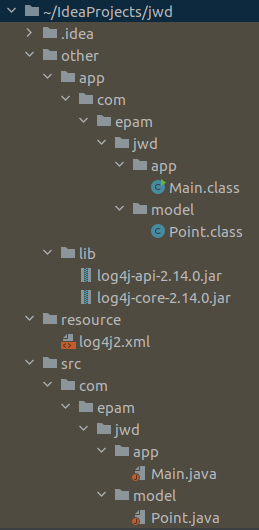 ~/IdeaProjects/jwd
.idea
other
app
com
epam
jwd
app
Main.class
model
Point.class
lib
log4j-api-2.14.0.jar
log4j-core-2.14.0.jar
resource
log4j2.xml
src
com
epam
jwd
app
Main.java
model
Point.java